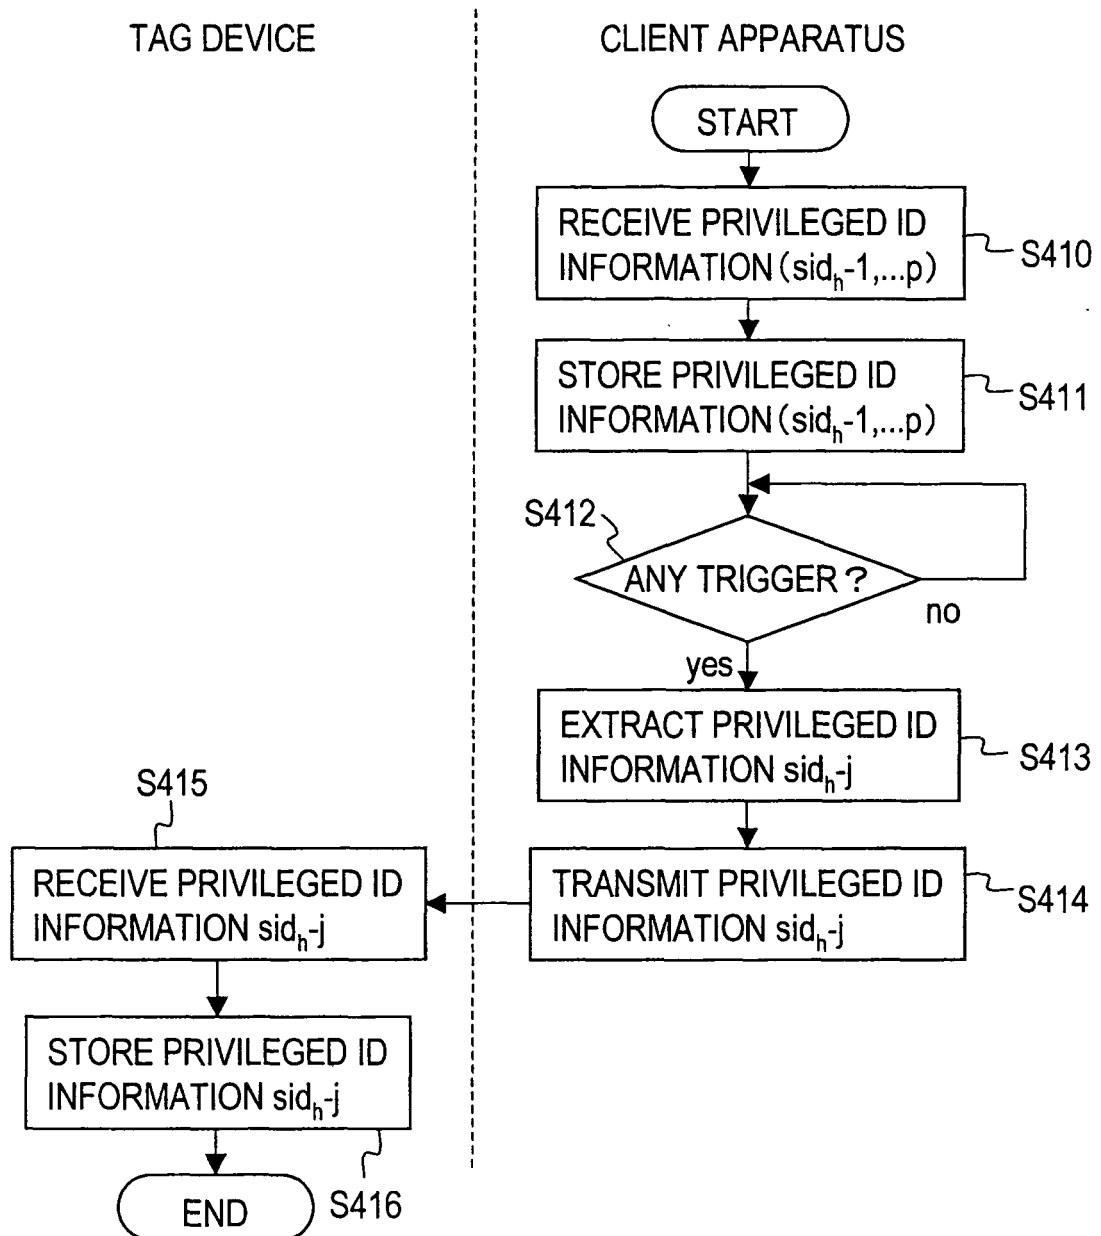 TAG DEVICE
CLIENT APPARATUS
START
RECEIVE PRIVILEGED ID
INFORMATION (sidₕ-1,...p)
S410
STORE PRIVILEGED ID
INFORMATION (sidₕ-1,...p)
S411
S412
ANY TRIGGER ?
no
yes
EXTRACT PRIVILEGED ID
INFORMATION sidₕ-j
S413
TRANSMIT PRIVILEGED ID
INFORMATION sidₕ-j
S414
S415
RECEIVE PRIVILEGED ID
INFORMATION sidₕ-j
STORE PRIVILEGED ID
INFORMATION sidₕ-j
S416
END